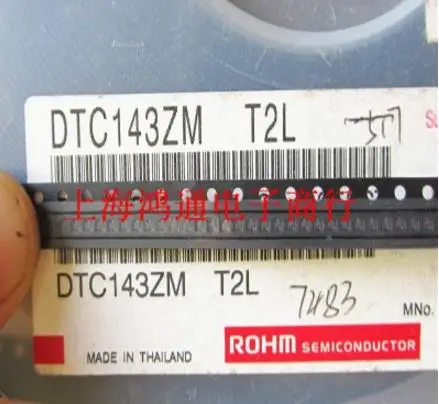 DTC143ZM T2L
上海鸿通电子商行
DTC143ZM T2L
7483
MNo.
MADE IN THAILAND
ROHM SEMICONDUCTOR